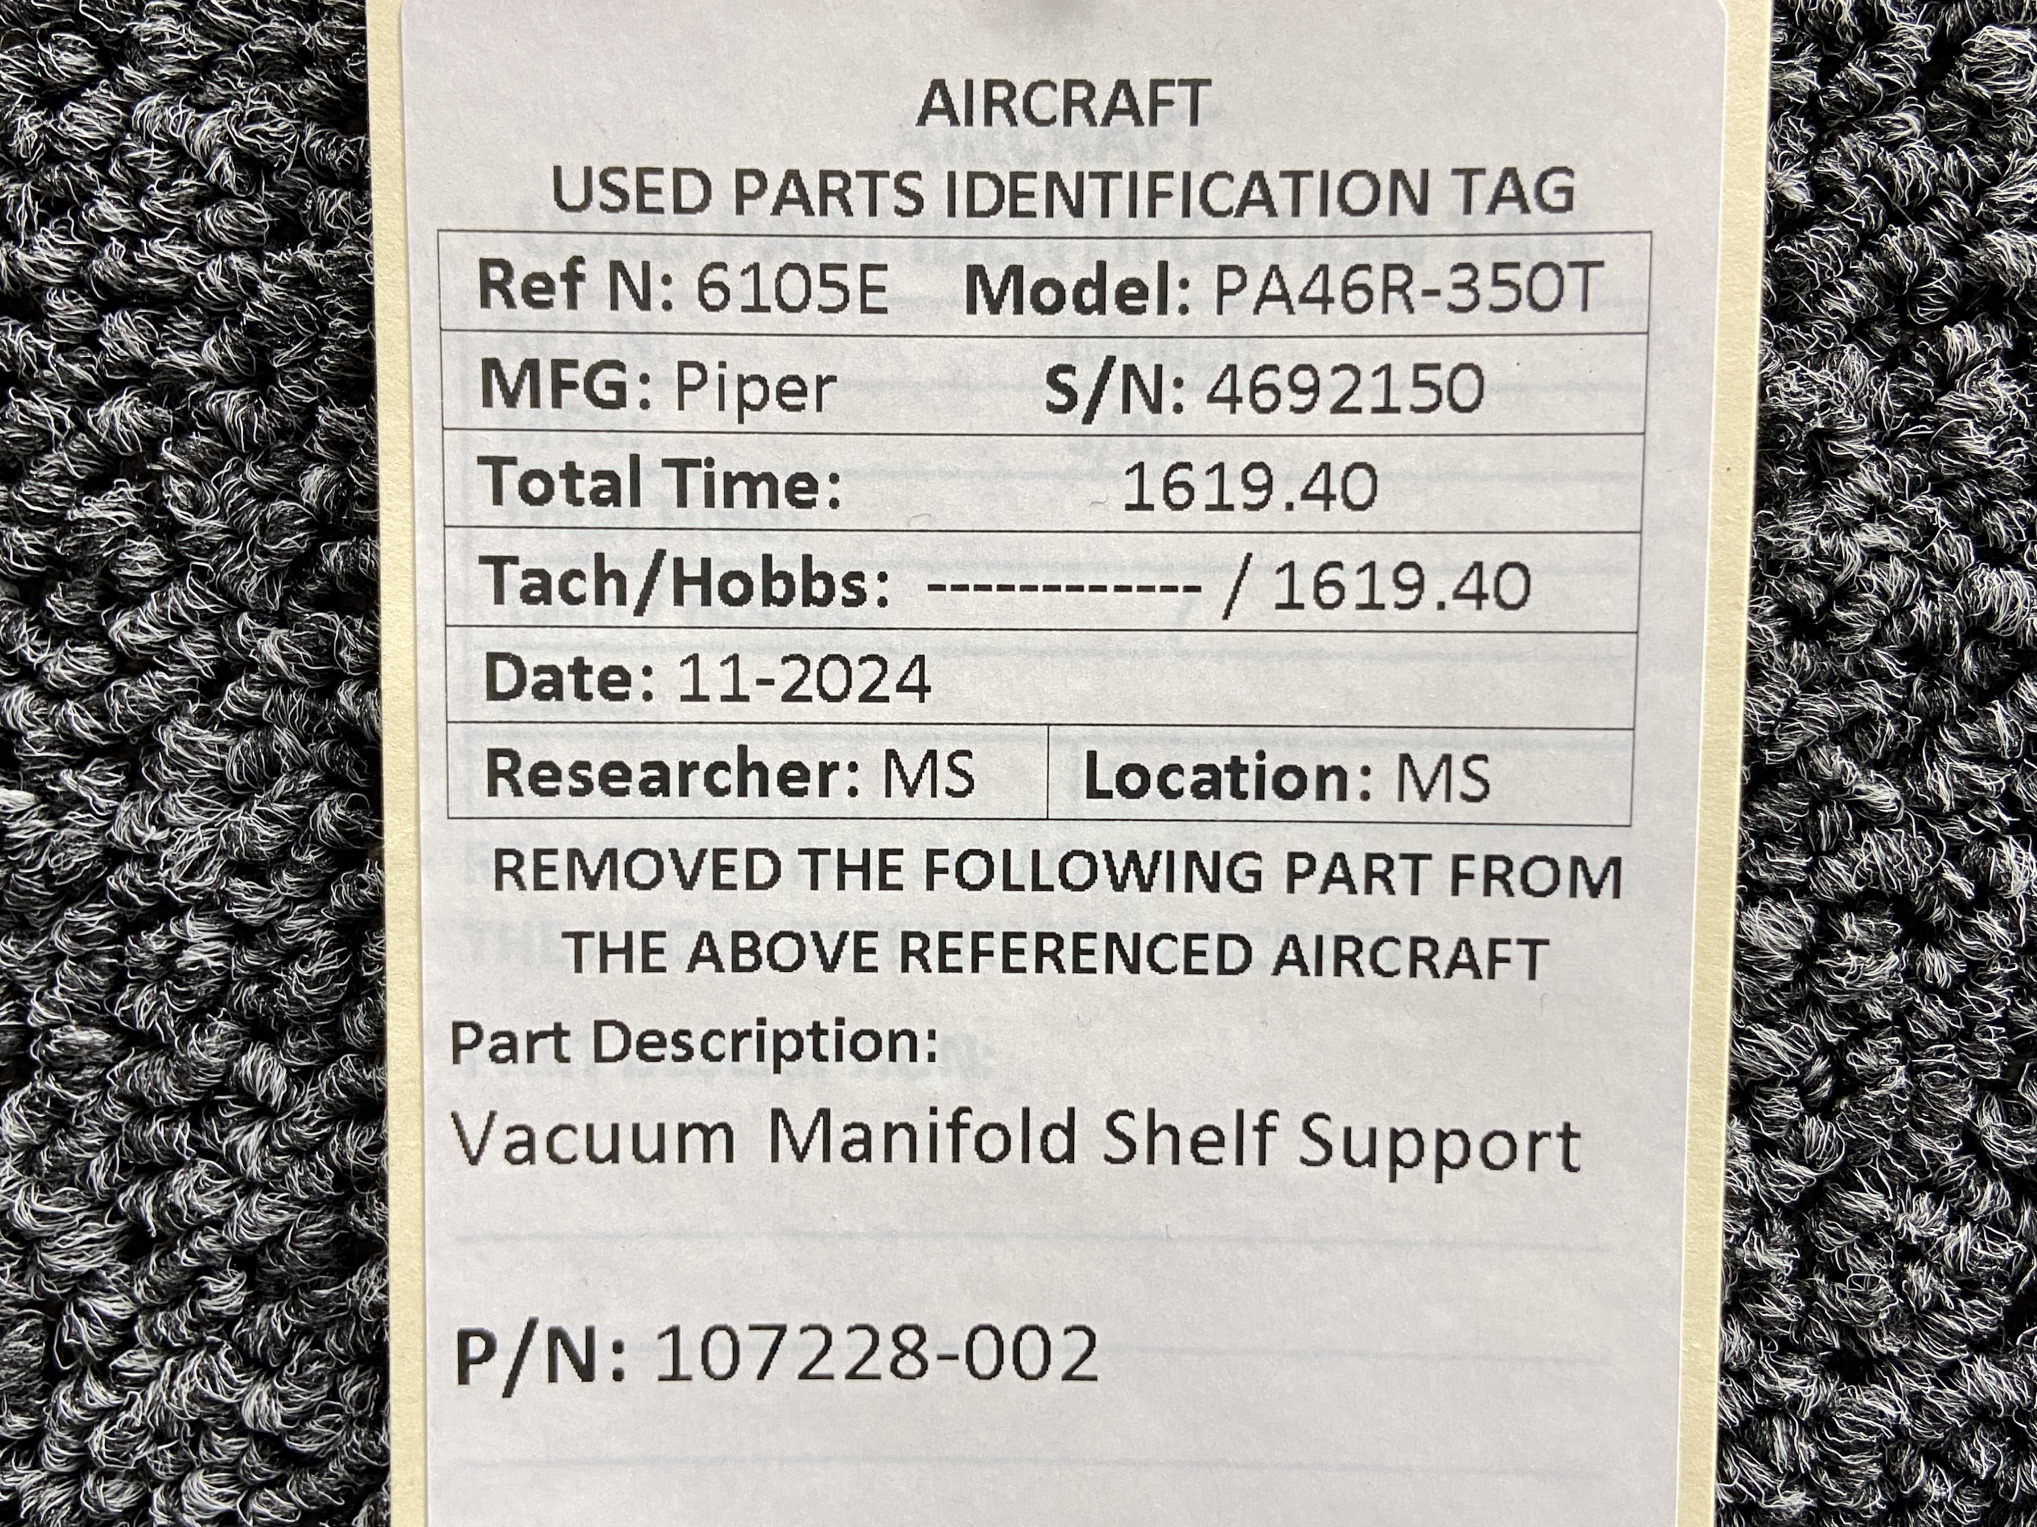 AIRCRAFT
USED PARTS IDENTIFICATION TAG
Ref N: 6105E Model: PA46R-350T
MFG: Piper S/N: 4692150
Total Time: 1619.40
Tach/Hobbs: ------------ / 1619.40
Date: 11-2024
Researcher: MS Location: MS
REMOVED THE FOLLOWING PART FROM
THE ABOVE REFERENCED AIRCRAFT
Part Description:
Vacuum Manifold Shelf Support
P/N: 107228-002